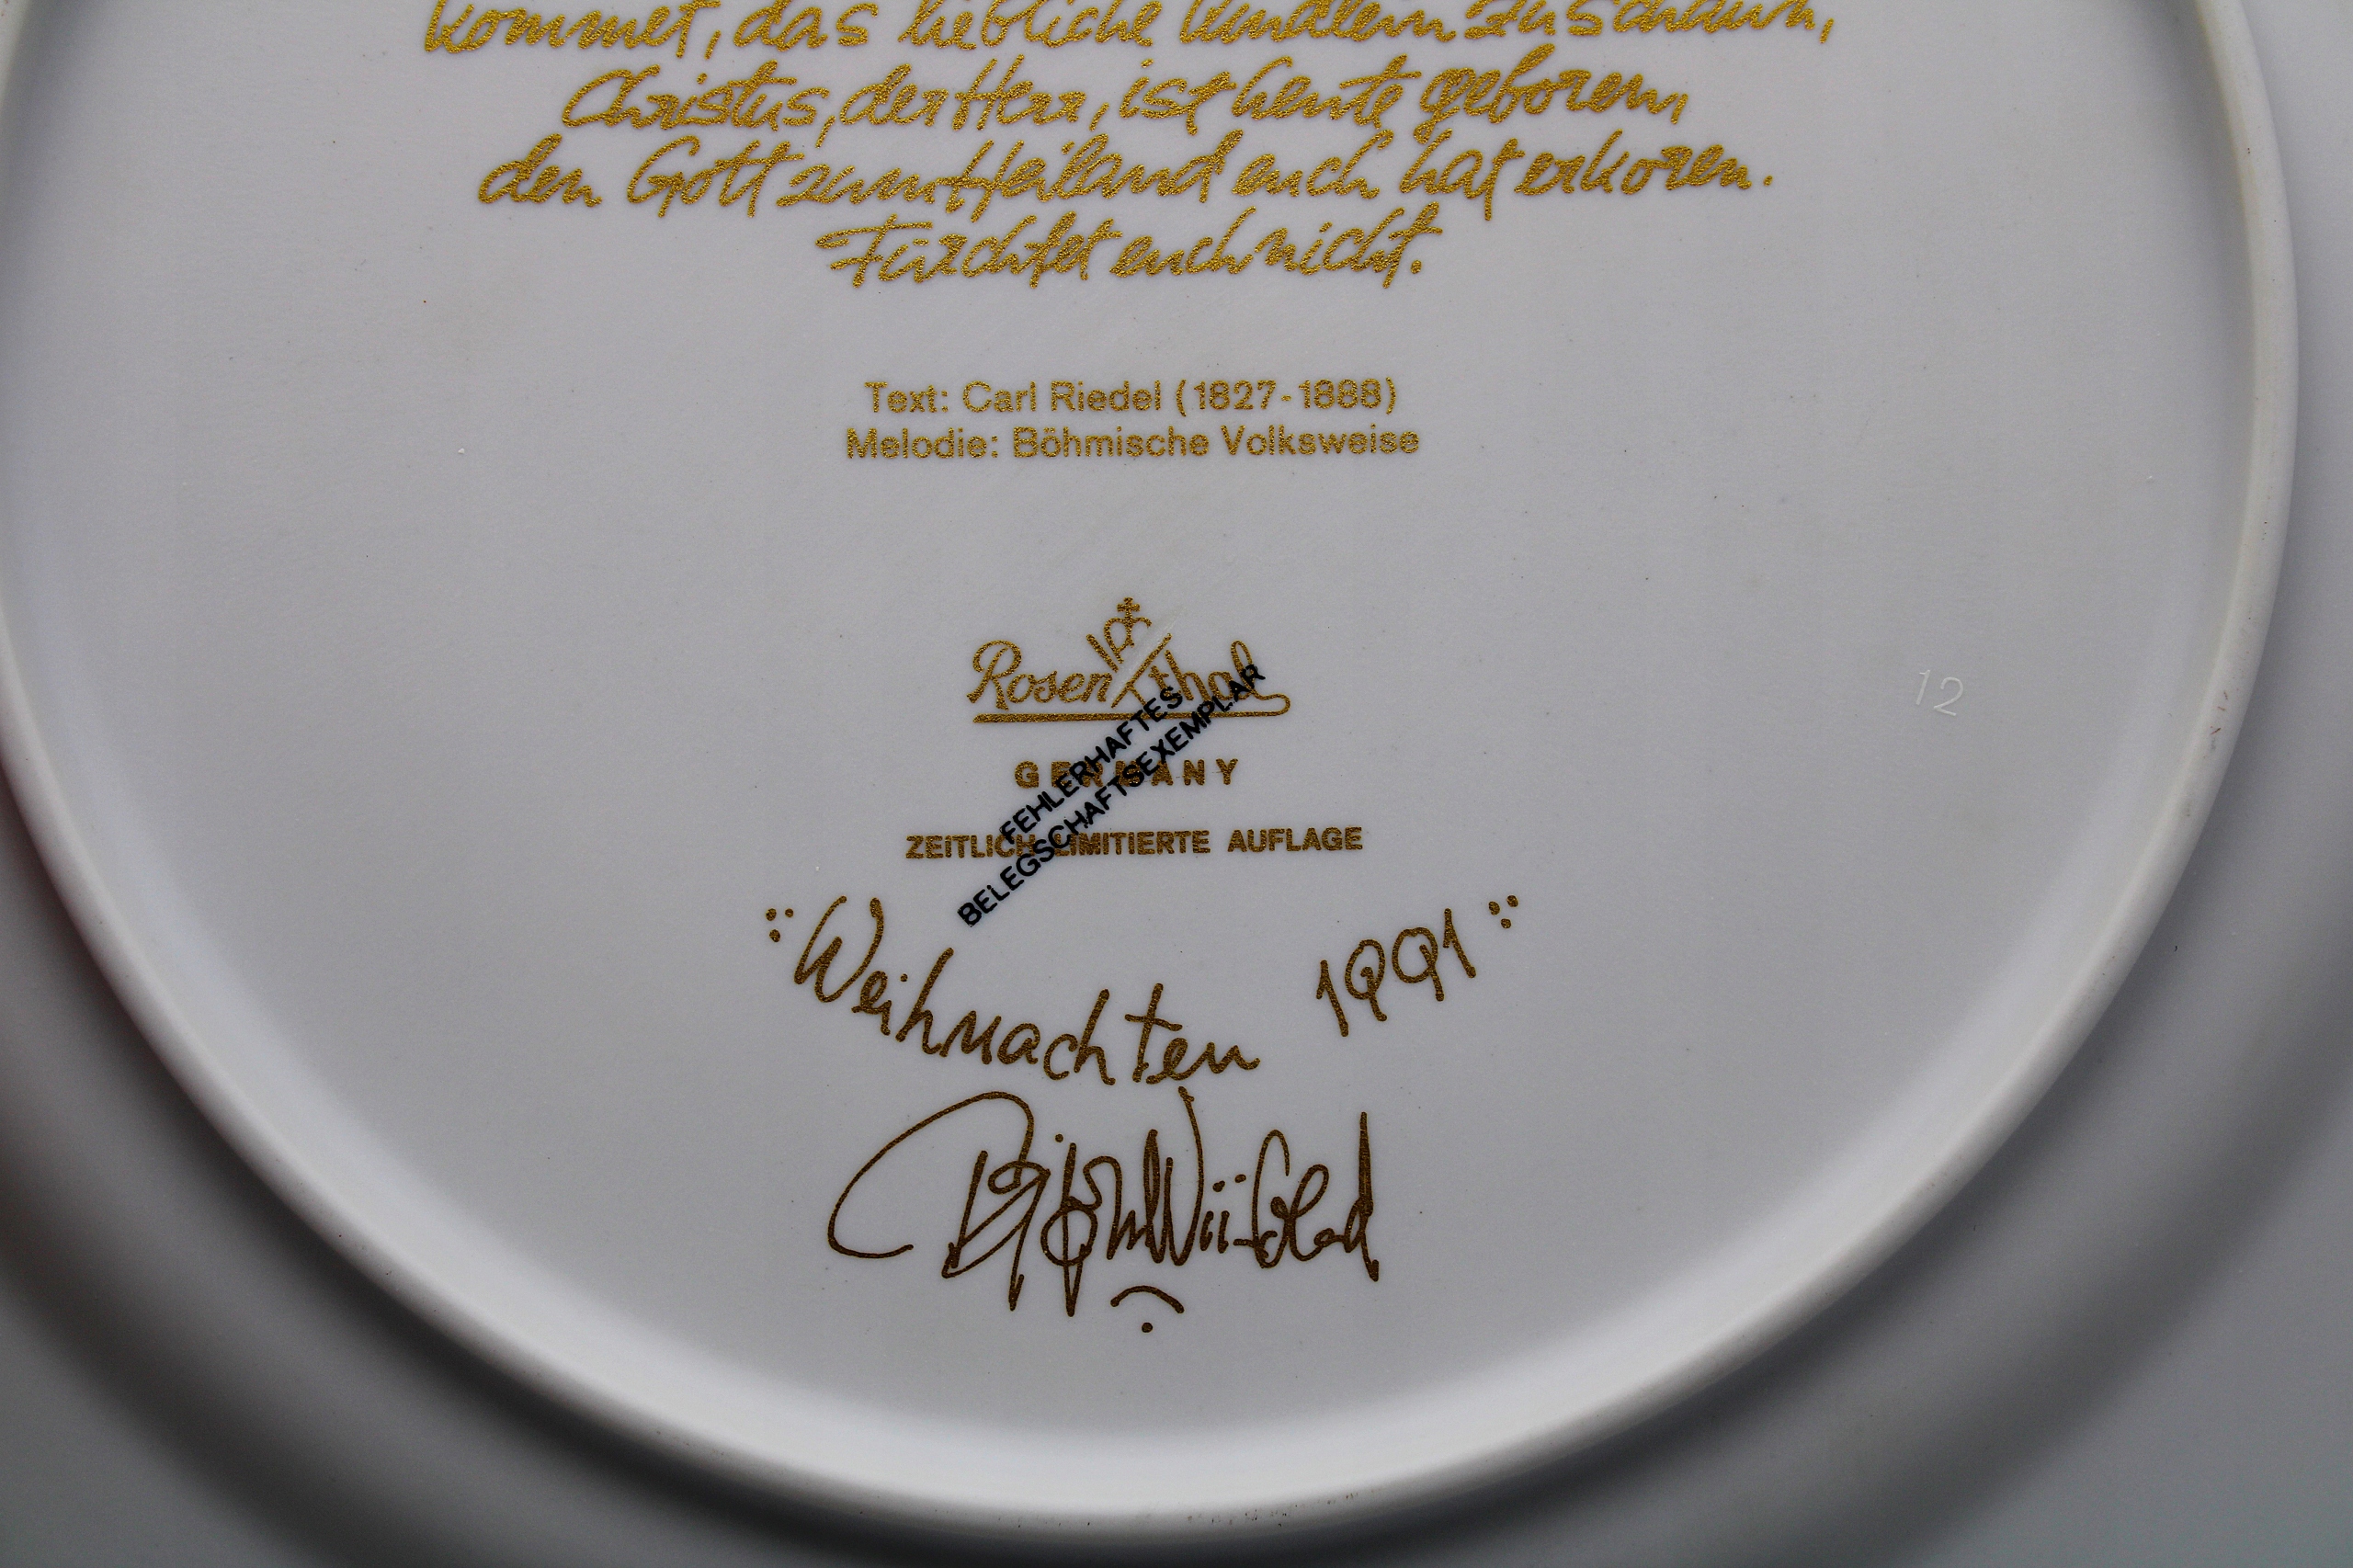 kommet, das liebliche Kindlein zu schauen,
Christus, der Herr, ist heute geboren,
den Gott zum Heiland euch hat erkoren.
Fürchtet euch nicht.
Text: Carl Riedel (1827-1888)
Melodie: Böhmische Volksweise
Rosenthal
GERMANY
FEHLERHAFTES
BELEGSCHAFTSEXEMPLAR
ZEITLICH LIMITIERTE AUFLAGE
"Weihnachten 1991"
Björn Wiinblad
12